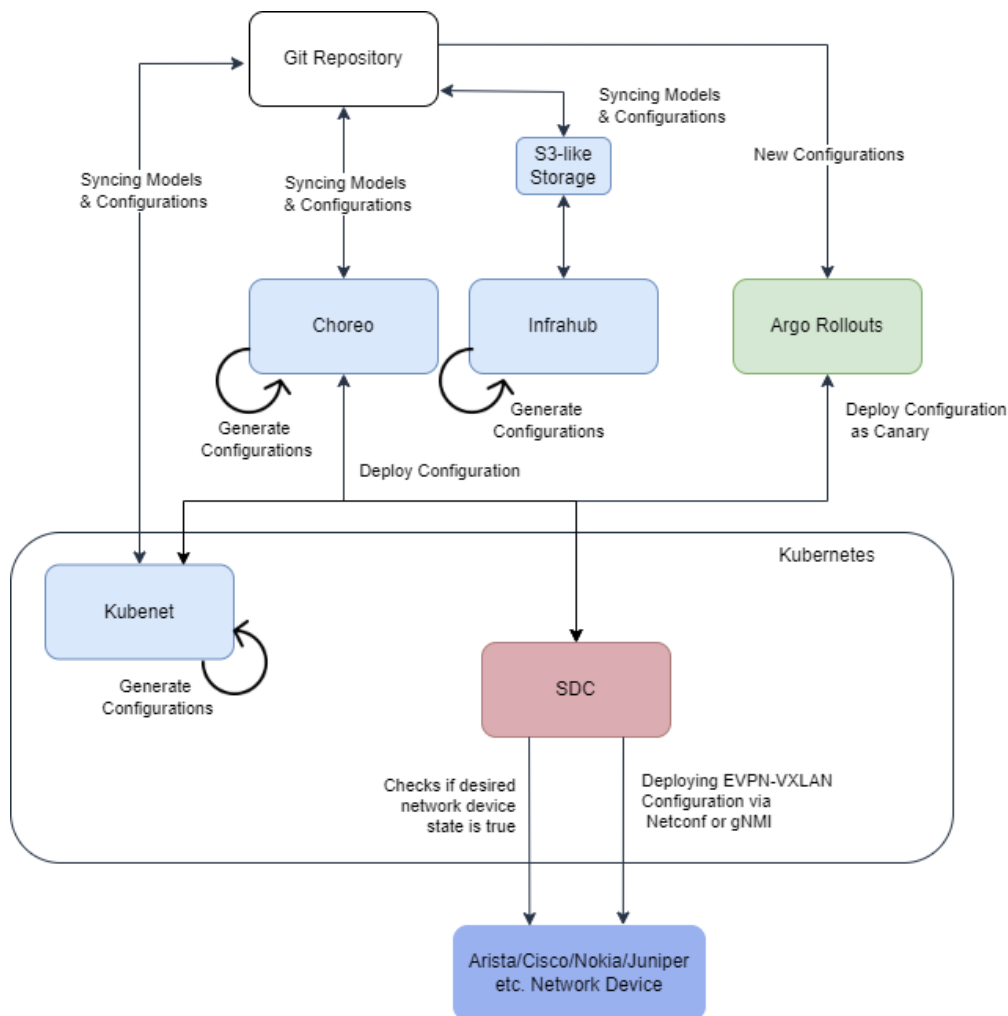 Git Repository
Syncing Models
& Configurations
S3-like
Storage
New Configurations
Syncing Models
& Configurations
Syncing Models
& Configurations
Choreo
Infrahub
Argo Rollouts
Generate
Configurations
Generate
Configurations
Deploy Configuration
as Canary
Deploy Configuration
Kubernetes
Kubenet
Generate
Configurations
SDC
Checks if desired
network device
state is true
Deploying EVPN-VXLAN
Configuration via
Netconf or gNMI
Arista/Cisco/Nokia/Juniper
etc. Network Device